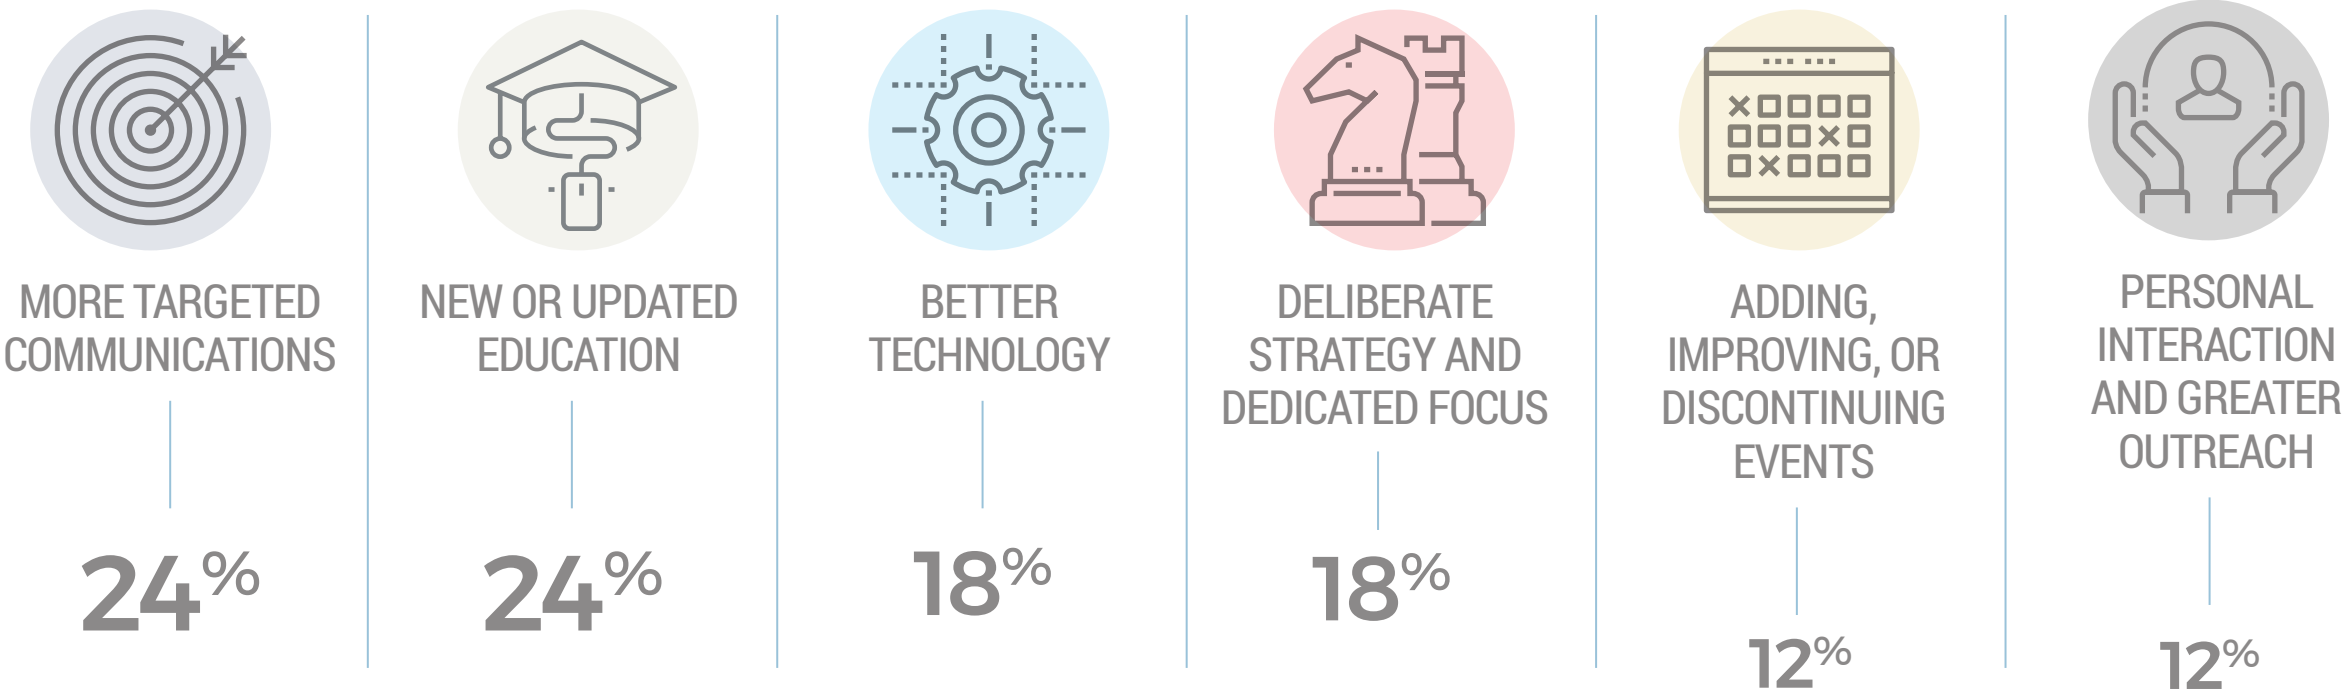 MORE TARGETED
COMMUNICATIONS
24%
NEW OR UPDATED
EDUCATION
24%
BETTER
TECHNOLOGY
18%
DELIBERATE
STRATEGY AND
DEDICATED FOCUS
18%
ADDING,
IMPROVING, OR
DISCONTINUING
EVENTS
12%
PERSONAL
INTERACTION
AND GREATER
OUTREACH
12%